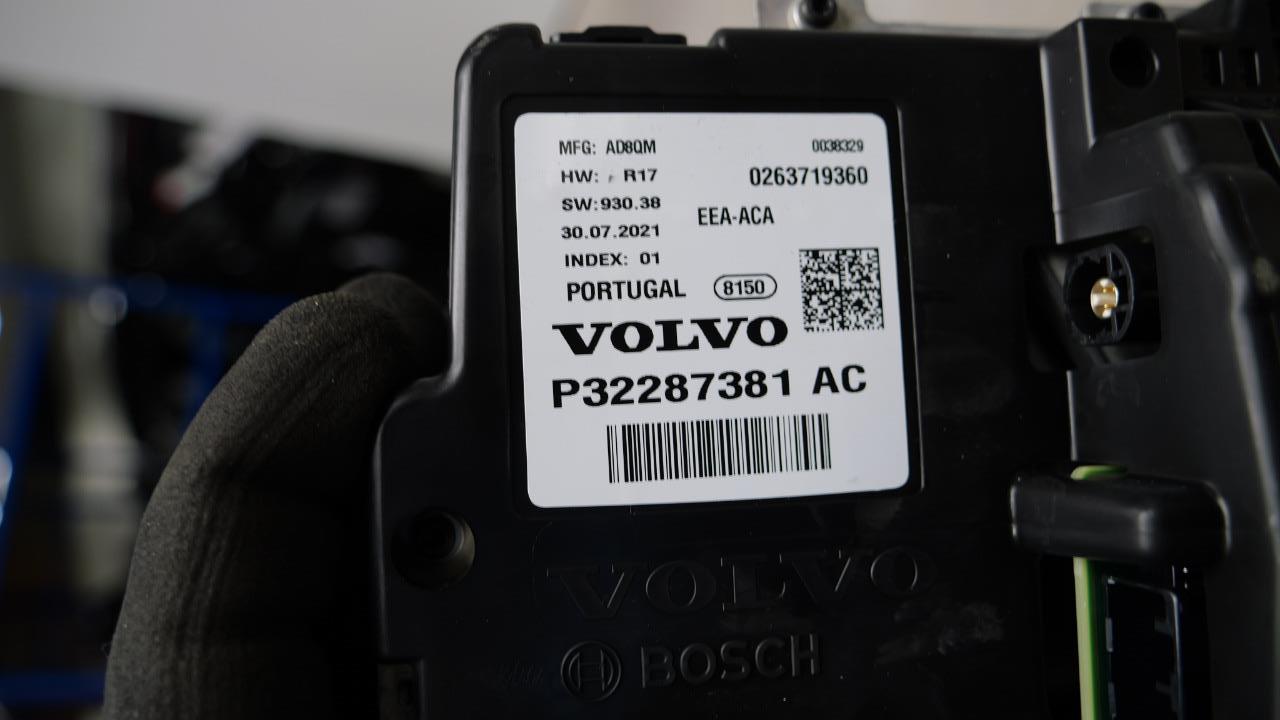 MFG: AD8QM 0038329
HW: R17 0263719360
SW:930.38
EEA-ACA
30.07.2021
INDEX: 01
PORTUGAL 8150
VOLVO
P32287381 AC
VOLVO
BOSCH